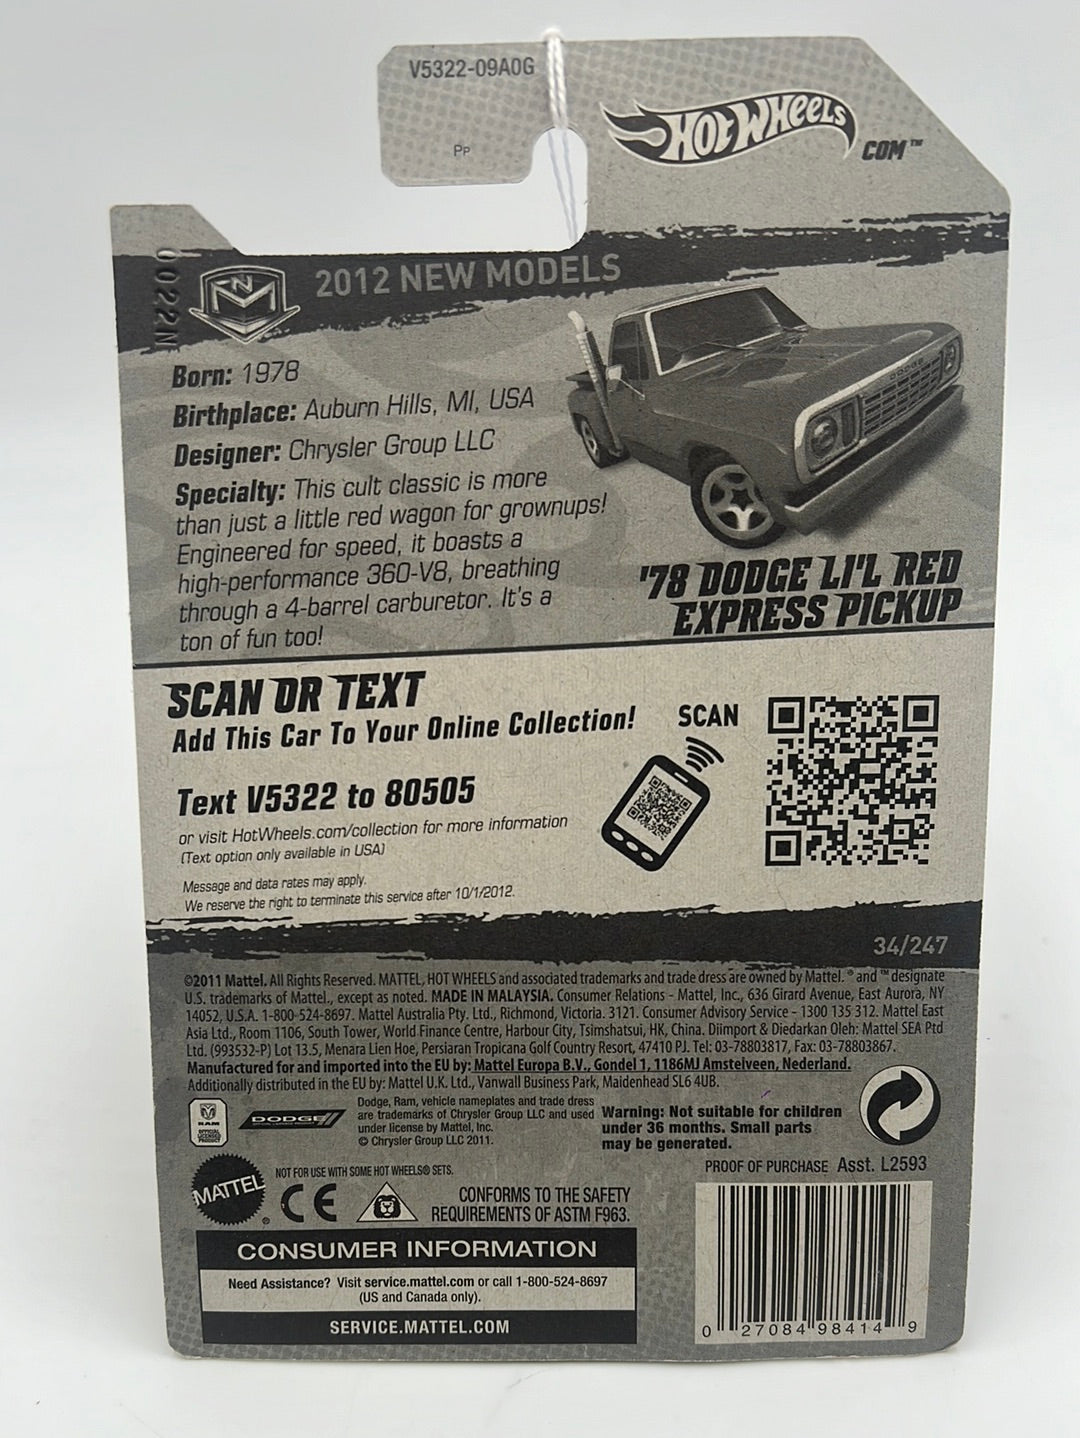 V5322-09A0G
Pp
HOT WHEELS
.COM™
0022N
2012 NEW MODELS
Born: 1978
Birthplace: Auburn Hills, MI, USA
Designer: Chrysler Group LLC
Specialty: This cult classic is more
than just a little red wagon for grownups!
Engineered for speed, it boasts a
high-performance 360-V8, breathing
through a 4-barrel carburetor. It's a
ton of fun too!
DODGE
'78 DODGE LI'L RED
EXPRESS PICKUP
SCAN OR TEXT
Add This Car To Your Online Collection!
SCAN
Text V5322 to 80505
or visit HotWheels.com/collection for more information
(Text option only available in USA)
Message and data rates may apply.
We reserve the right to terminate this service after 10/1/2012.
34/247
©2011 Mattel. All Rights Reserved. MATTEL, HOT WHEELS and associated trademarks and trade dress are owned by Mattel. ® and ™ designate
U.S. trademarks of Mattel., except as noted. MADE IN MALAYSIA. Consumer Relations - Mattel, Inc., 636 Girard Avenue, East Aurora, NY
14052, U.S.A. 1-800-524-8697. Mattel Australia Pty. Ltd., Richmond, Victoria. 3121. Consumer Advisory Service - 1300 135 312. Mattel East
Asia Ltd., Room 1106, South Tower, World Finance Centre, Harbour City, Tsimshatsui, HK, China. Diimport & Diedarkan Oleh: Mattel SEA Ptd
Ltd. (993532-P) Lot 13.5, Menara Lien Hoe, Persiaran Tropicana Golf Country Resort, 47410 PJ. Tel: 03-78803817, Fax: 03-78803867.
Manufactured for and imported into the EU by: Mattel Europa B.V., Gondel 1, 1186MJ Amstelveen, Nederland.
Additionally distributed in the EU by: Mattel U.K. Ltd., Vanwall Business Park, Maidenhead SL6 4UB.
RAM
OFFICIAL
LICENSED
PRODUCT
DODGE
Dodge, Ram, vehicle nameplates and trade dress
are trademarks of Chrysler Group LLC and used
under license by Mattel, Inc.
© Chrysler Group LLC 2011.
Warning: Not suitable for children
under 36 months. Small parts
may be generated.
PROOF OF PURCHASE Asst. L2593
MATTEL®
NOT FOR USE WITH SOME HOT WHEELS® SETS.
CE
CONFORMS TO THE SAFETY
REQUIREMENTS OF ASTM F963.
CONSUMER INFORMATION
Need Assistance? Visit service.mattel.com or call 1-800-524-8697
(US and Canada only).
SERVICE.MATTEL.COM
0 27084 98414 9